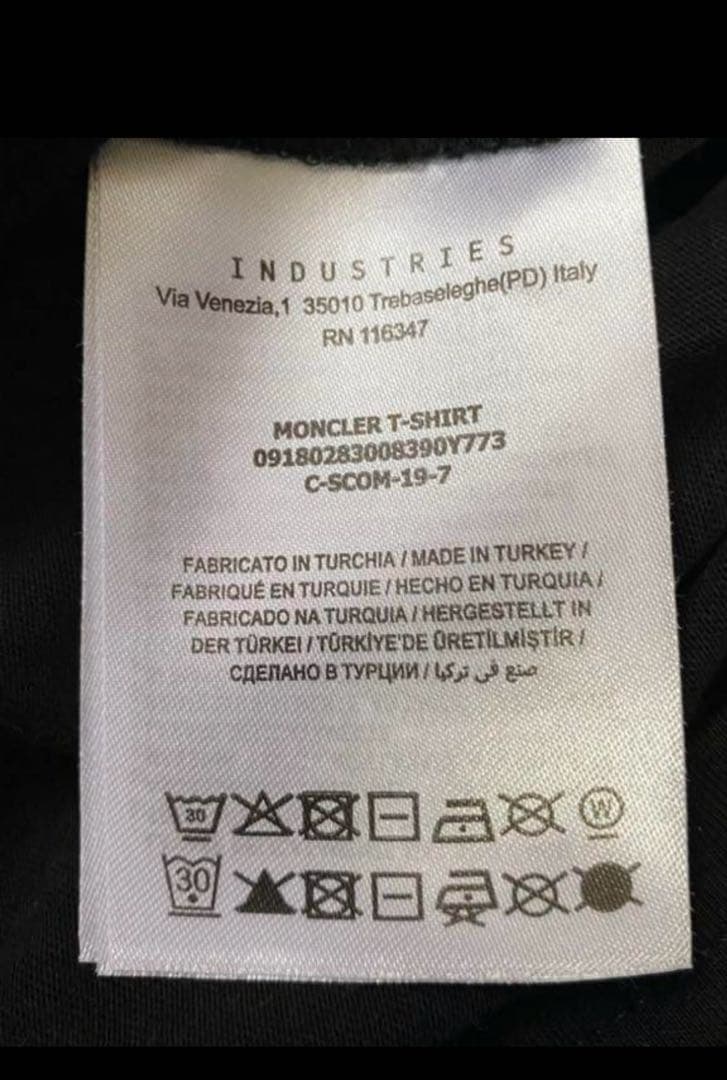 INDUSTRIES
Via Venezia,1 35010 Trebaseleghe(PD) Italy
RN 116347
MONCLER T-SHIRT
09180283008390Y773
C-SCOM-19-7
FABRICATO IN TURCHIA / MADE IN TURKEY /
FABRIQUÉ EN TURQUIE / HECHO EN TURQUIA /
FABRICADO NA TURQUIA / HERGESTELLT IN
DER TÜRKEI / TÜRKİYE'DE ÜRETİLMİŞTİR /
СДЕЛАНО В ТУРЦИИ / صنع في تركيا
30 W
30